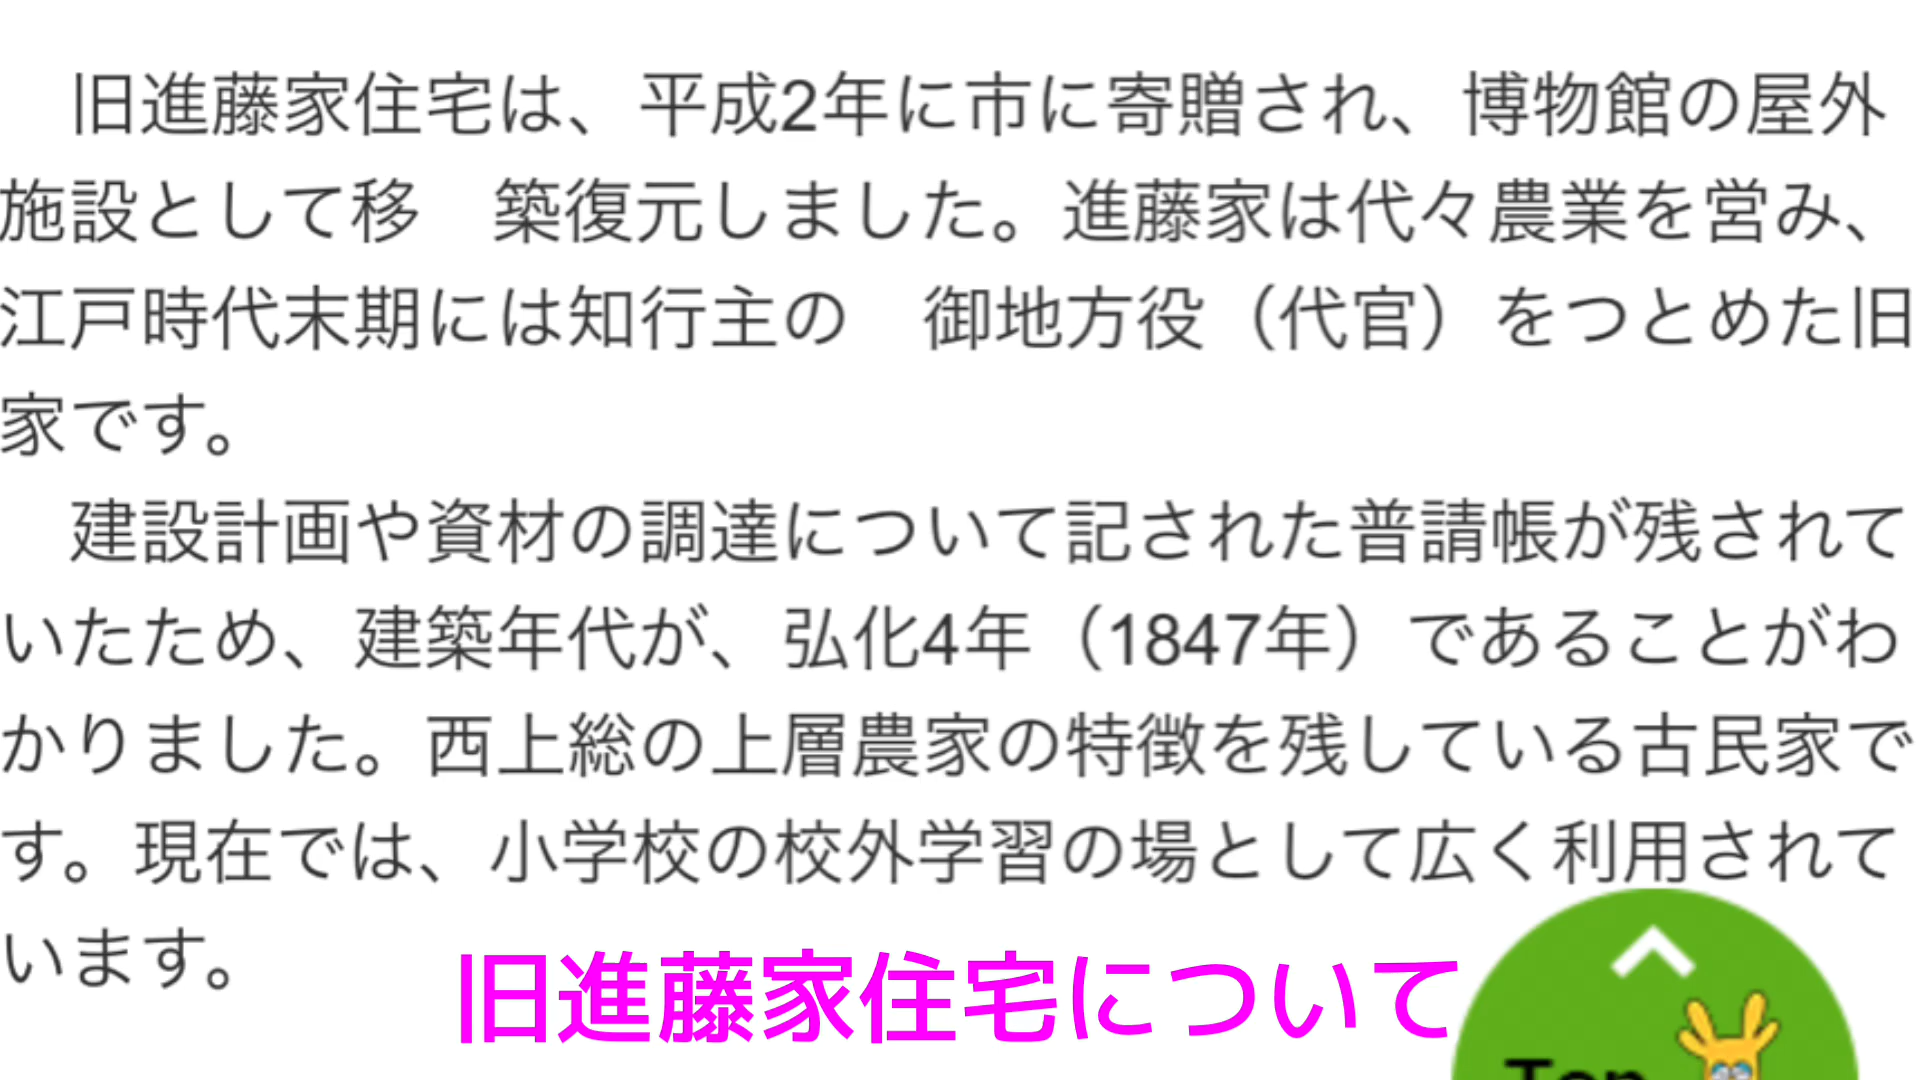 旧進藤家住宅は、平成2年に市に寄贈され、博物館の屋外
施設として移　築復元しました。進藤家は代々農業を営み、
江戸時代末期には知行主の　御地方役（代官）をつとめた旧
家です。
　建設計画や資材の調達について記された普請帳が残されて
いたため、建築年代が、弘化4年（1847年）であることがわ
かりました。西上総の上層農家の特徴を残している古民家で
す。現在では、小学校の校外学習の場として広く利用されて
います。
旧進藤家住宅について
Top